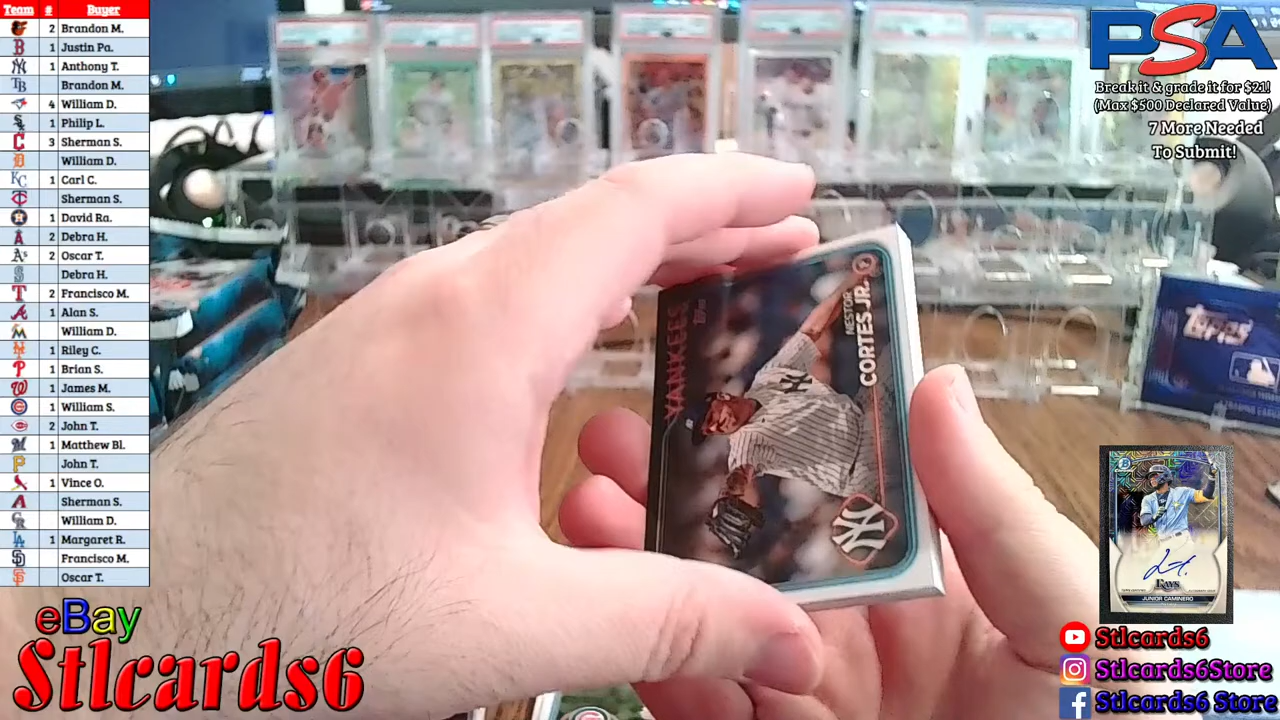 Team # Buyer
2 Brandon M.
1 Justin Pa.
1 Anthony T.
Brandon M.
4 William D.
1 Philip L.
3 Sherman S.
William D.
1 Carl C.
Sherman S.
1 David Ra.
2 Debra H.
2 Oscar T.
Debra H.
2 Francisco M.
1 Alan S.
William D.
1 Riley C.
1 Brian S.
1 James M.
1 William S.
2 John T.
1 Matthew Bl.
John T.
1 Vince O.
Sherman S.
William D.
1 Margaret R.
Francisco M.
Oscar T.
eBay
Stlcards6
YANKEES
Topps
NESTOR
CORTES JR.
NY
PSA
Break it & grade it for $21!
(Max $500 Declared Value)
7 More Needed
To Submit!
Topps
RAYS
JUNIOR CAMINERO
Stlcards6
Stlcards6Store
Stlcards6 Store